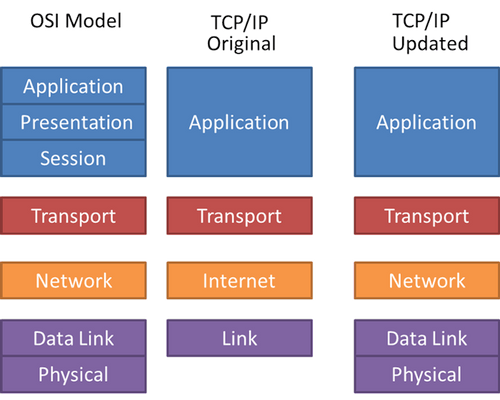 OSI Model
TCP/IP
Original
TCP/IP
Updated
Application
Presentation
Session
Application
Application
Transport
Transport
Transport
Network
Internet
Network
Data Link
Physical
Link
Data Link
Physical